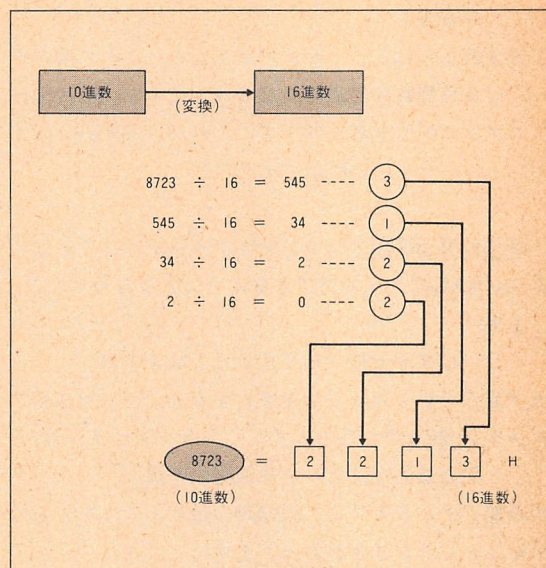 10進数 16進数
(変換)
8723 ÷ 16 = 545 ---- 3
545 ÷ 16 = 34 ---- 1
34 ÷ 16 = 2 ---- 2
2 ÷ 16 = 0 ---- 2
8723 = 2 2 1 3 H
(10進数) (16進数)